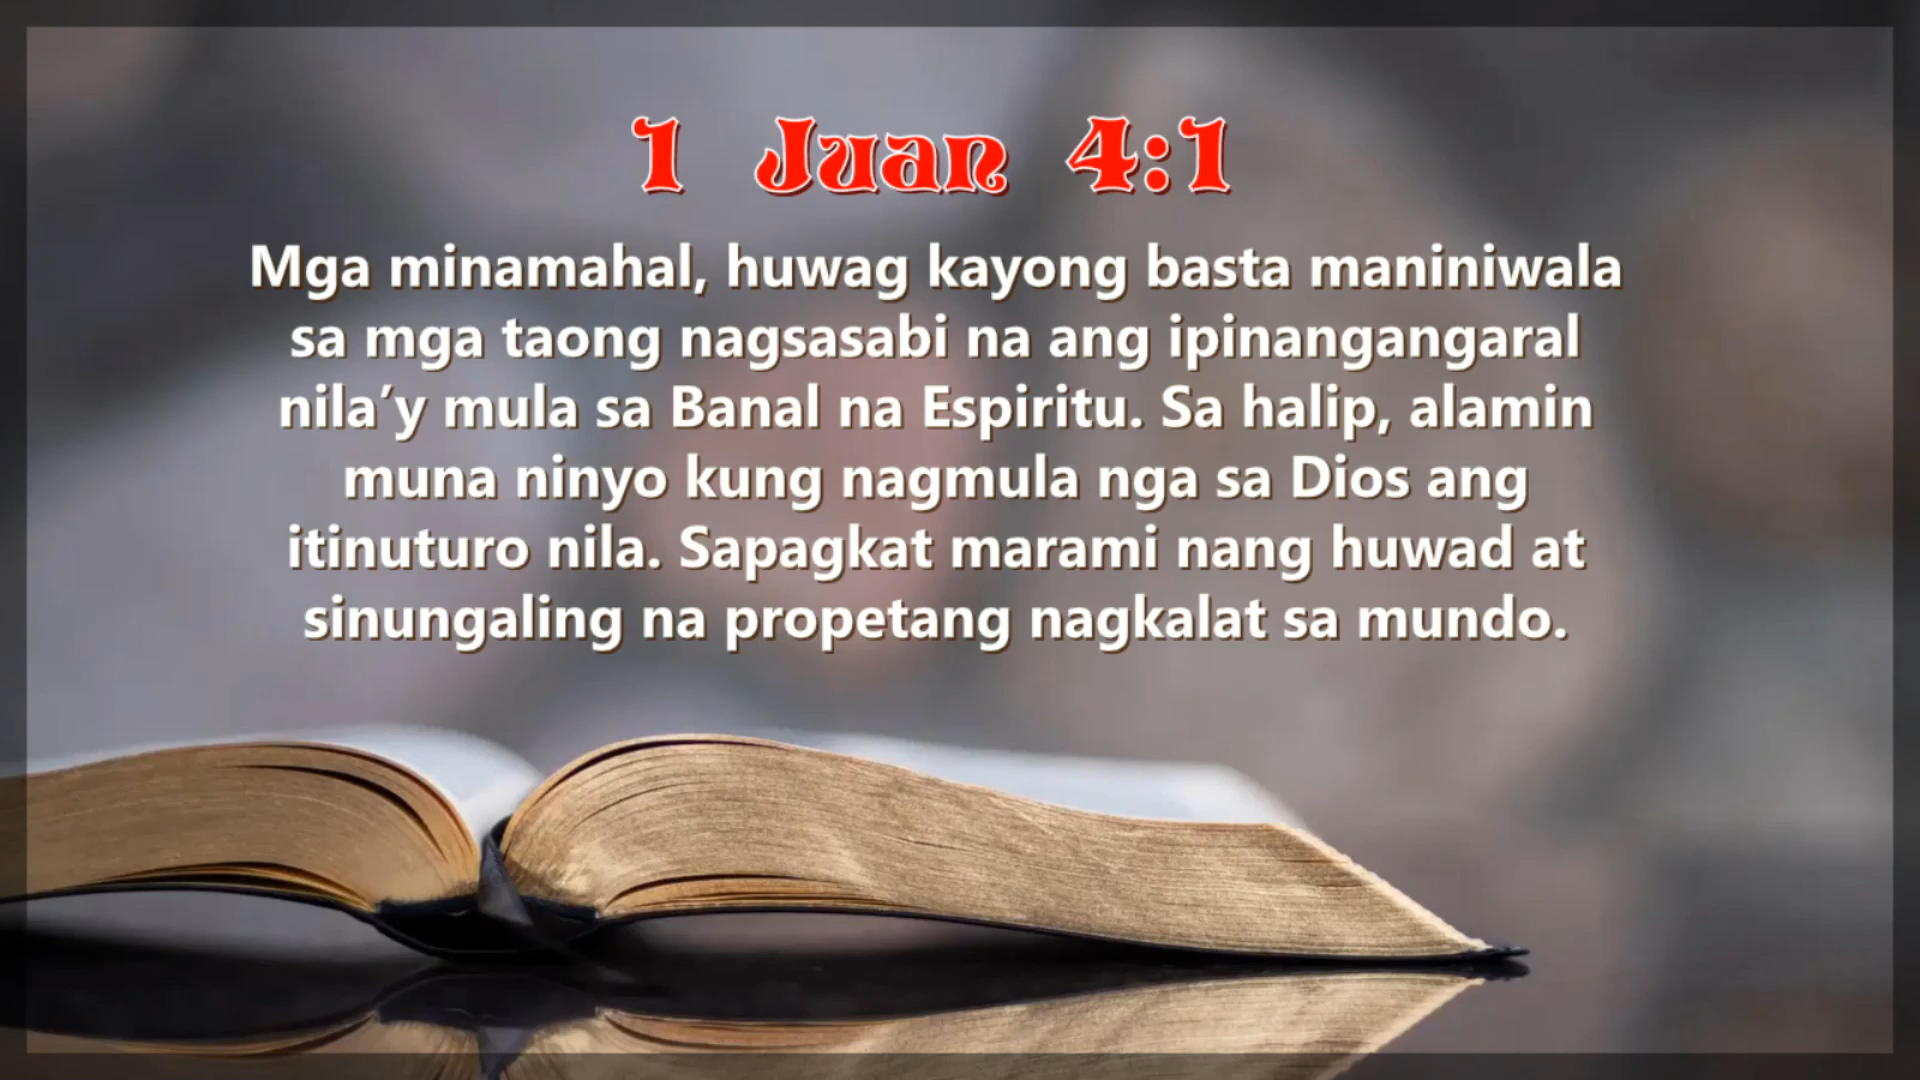 1 Juan 4:1
Mga minamahal, huwag kayong basta maniniwala
sa mga taong nagsasabi na ang ipinangangaral
nila’y mula sa Banal na Espiritu. Sa halip, alamin
muna ninyo kung nagmula nga sa Dios ang
itinuturo nila. Sapagkat marami nang huwad at
sinungaling na propetang nagkalat sa mundo.